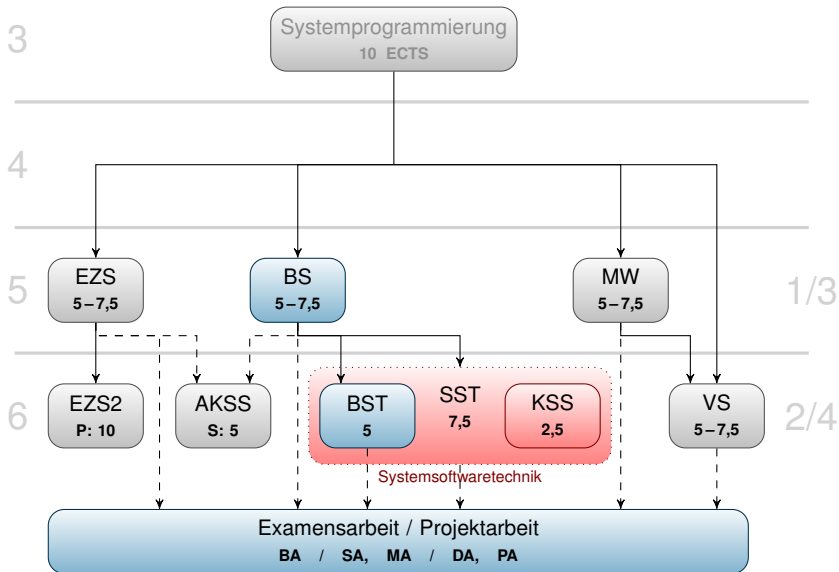 3
Systemprogrammierung
10 ECTS
4
5
EZS
5–7,5
BS
5–7,5
MW
5–7,5
1/3
6
EZS2
P: 10
AKSS
S: 5
BST
5
SST
7,5
KSS
2,5
VS
5–7,5
2/4
Systemsoftwaretechnik
Examensarbeit / Projektarbeit
BA / SA, MA / DA, PA